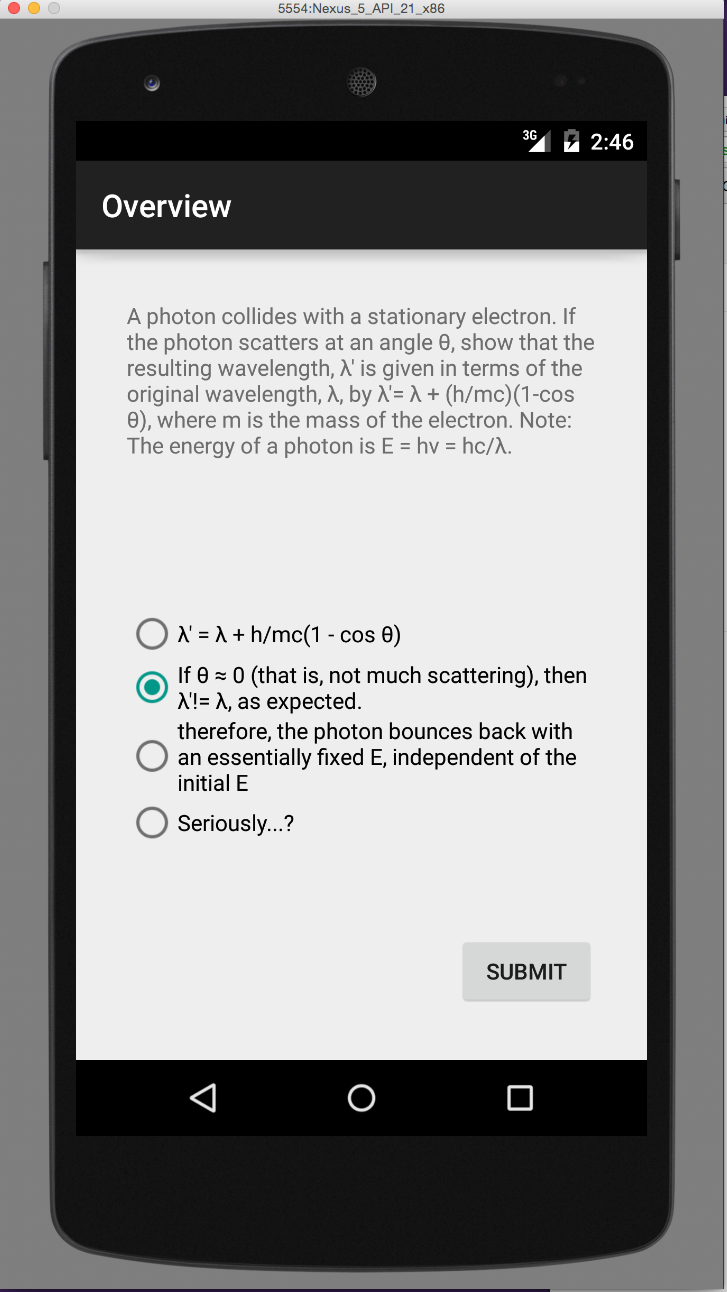 5554:Nexus_5_API_21_x86
3G 2:46
Overview
A photon collides with a stationary electron. If
the photon scatters at an angle θ, show that the
resulting wavelength, λ' is given in terms of the
original wavelength, λ, by λ'= λ + (h/mc)(1-cos
θ), where m is the mass of the electron. Note:
The energy of a photon is E = hv = hc/λ.
λ' = λ + h/mc(1 - cos θ)
If θ ≈ 0 (that is, not much scattering), then
λ'!= λ, as expected.
therefore, the photon bounces back with
an essentially fixed E, independent of the
initial E
Seriously...?
SUBMIT